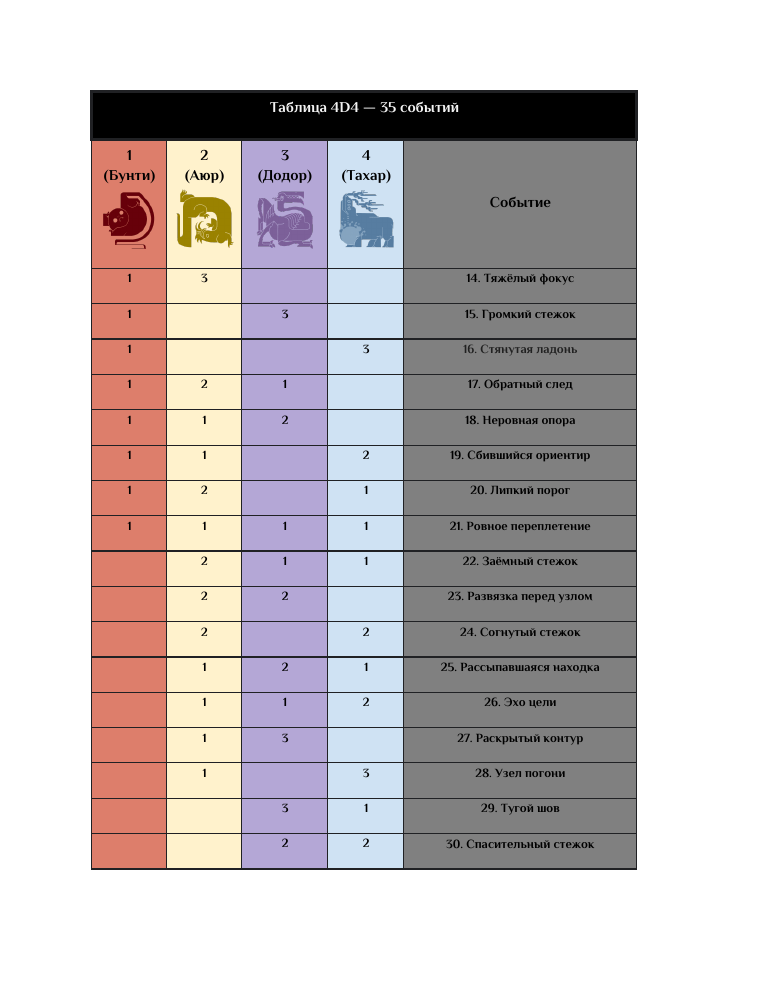 Таблица 4D4 — 35 событий
1 2 3 4
(Бунти) (Аюр) (Додор) (Тахар) Событие
1 3 14. Тяжёлый фокус
1 3 15. Громкий стежок
1 3 16. Стянутая ладонь
1 2 1 17. Обратный след
1 1 2 18. Неровная опора
1 1 2 19. Сбившийся ориентир
1 2 1 20. Липкий порог
1 1 1 1 21. Ровное переплетение
2 1 1 22. Заёмный стежок
2 2 23. Развязка перед узлом
2 2 24. Согнутый стежок
1 2 1 25. Рассыпавшаяся находка
1 1 2 26. Эхо цели
1 3 27. Раскрытый контур
1 3 28. Узел погони
3 1 29. Тугой шов
2 2 30. Спасительный стежок